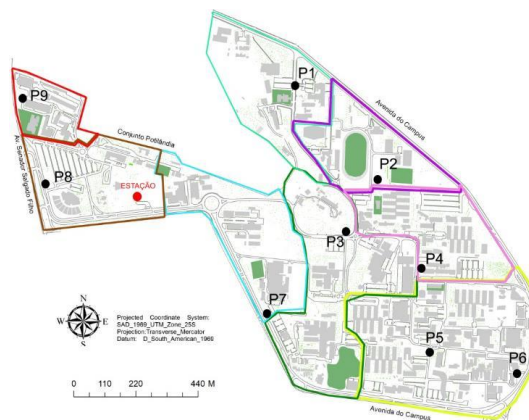 P1
Avenida do Campus
P9
Conjunto Potilândia
P2
P8
ESTAÇÃO
Av. Senador Salgado Filho
P3
P4
P7
N
W
E
S
Projected Coordinate System:
SAD_1969_UTM_Zone_25S
Projection:Transverse_Mercator
Datum: D_South_American_1969
P5
P6
0 110 220 440 M
Avenida do Campus